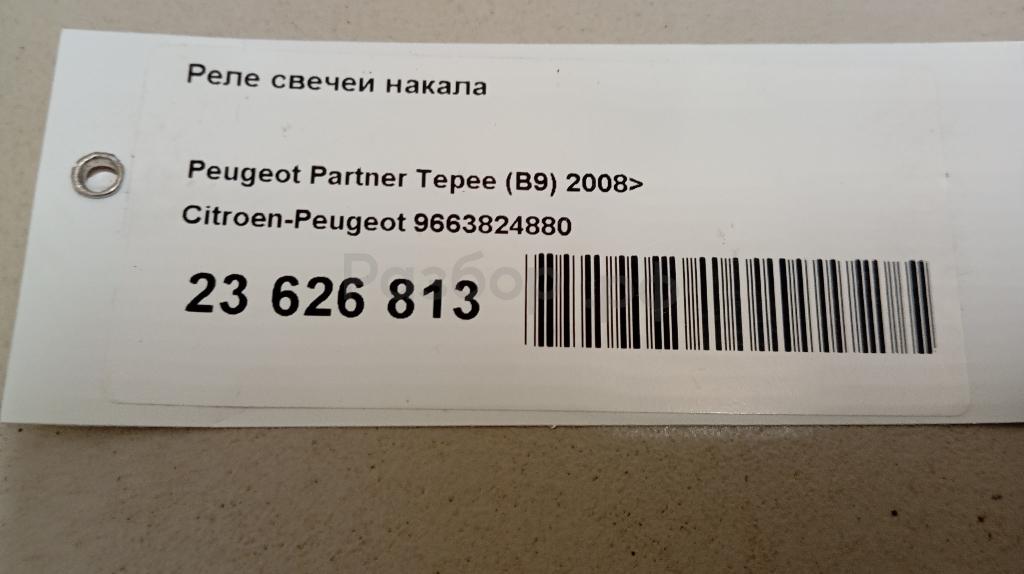 Реле свечей накала
Peugeot Partner Tepee (B9) 2008>
Citroen-Peugeot 9663824880
23 626 813